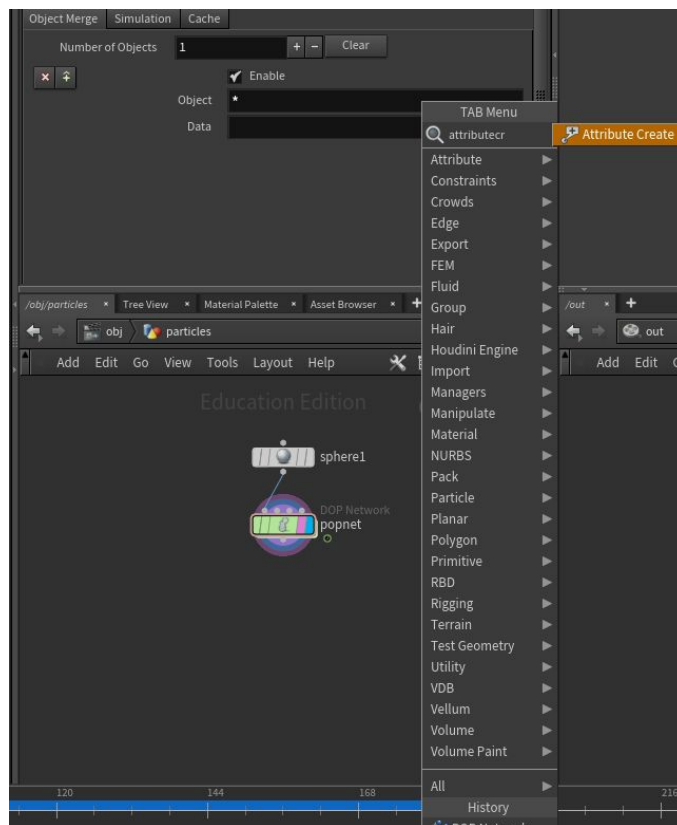 Object Merge Simulation Cache
Number of Objects 1 + - Clear
Enable
Object *
Data
TAB Menu
attributecr
Attribute Create
Attribute
Constraints
Crowds
Edge
Export
FEM
Fluid
Group
Hair
Houdini Engine
Import
Managers
Manipulate
Material
NURBS
Pack
Particle
Planar
Polygon
Primitive
RBD
Rigging
Terrain
Test Geometry
Utility
VDB
Vellum
Volume
Volume Paint
All
History
/obj/particles × Tree View × Material Palette × Asset Browser × +
obj particles
Add Edit Go View Tools Layout Help
Education Edition
sphere1
DOP Network
popnet
/out × +
out
Add Edit
120 144 168 216